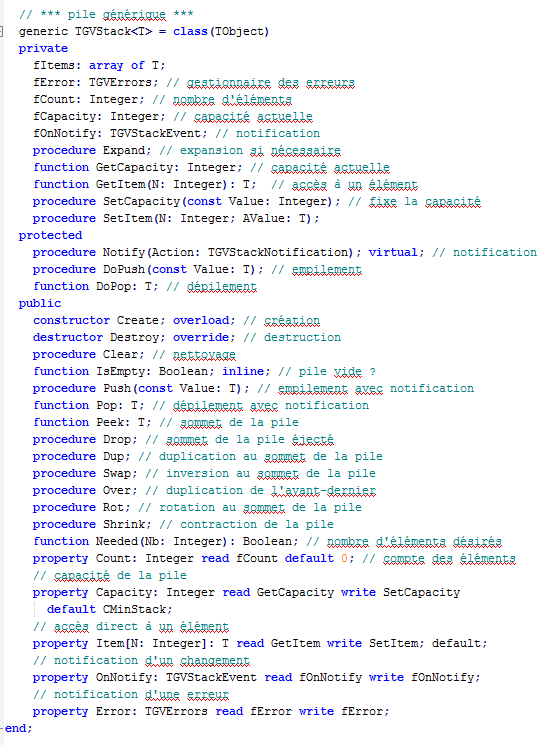 // *** pile générique ***
generic TGVStack<T> = class(TObject)
private
fItems: array of T;
fError: TGVErrors; // gestionnaire des erreurs
fCount: Integer; // nombre d'éléments
fCapacity: Integer; // capacité actuelle
fOnNotify: TGVStackEvent; // notification
procedure Expand; // expansion si nécessaire
function GetCapacity: Integer; // capacité actuelle
function GetItem(N: Integer): T;  // accès à un élément
procedure SetCapacity(const Value: Integer); // fixe la capacité
procedure SetItem(N: Integer; AValue: T);
protected
procedure Notify(Action: TGVStackNotification); virtual; // notification
procedure DoPush(const Value: T); // empilement
function DoPop: T; // dépilement
public
constructor Create; overload; // création
destructor Destroy; override; // destruction
procedure Clear; // nettoyage
function IsEmpty: Boolean; inline; // pile vide ?
procedure Push(const Value: T); // empilement avec notification
function Pop: T; // dépilement avec notification
function Peek: T; // sommet de la pile
procedure Drop; // sommet de la pile éjecté
procedure Dup; // duplication au sommet de la pile
procedure Swap; // inversion au sommet de la pile
procedure Over; // duplication de l'avant-dernier
procedure Rot; // rotation au sommet de la pile
procedure Shrink; // contraction de la pile
function Needed(Nb: Integer): Boolean; // nombre d'éléments désirés
property Count: Integer read fCount default 0; // compte des éléments
// capacité de la pile
property Capacity: Integer read GetCapacity write SetCapacity
default CMinStack;
// accès direct à un élément
property Item[N: Integer]: T read GetItem write SetItem; default;
// notification d'un changement
property OnNotify: TGVStackEvent read fOnNotify write fOnNotify;
// notification d'une erreur
property Error: TGVErrors read fError write fError;
end;